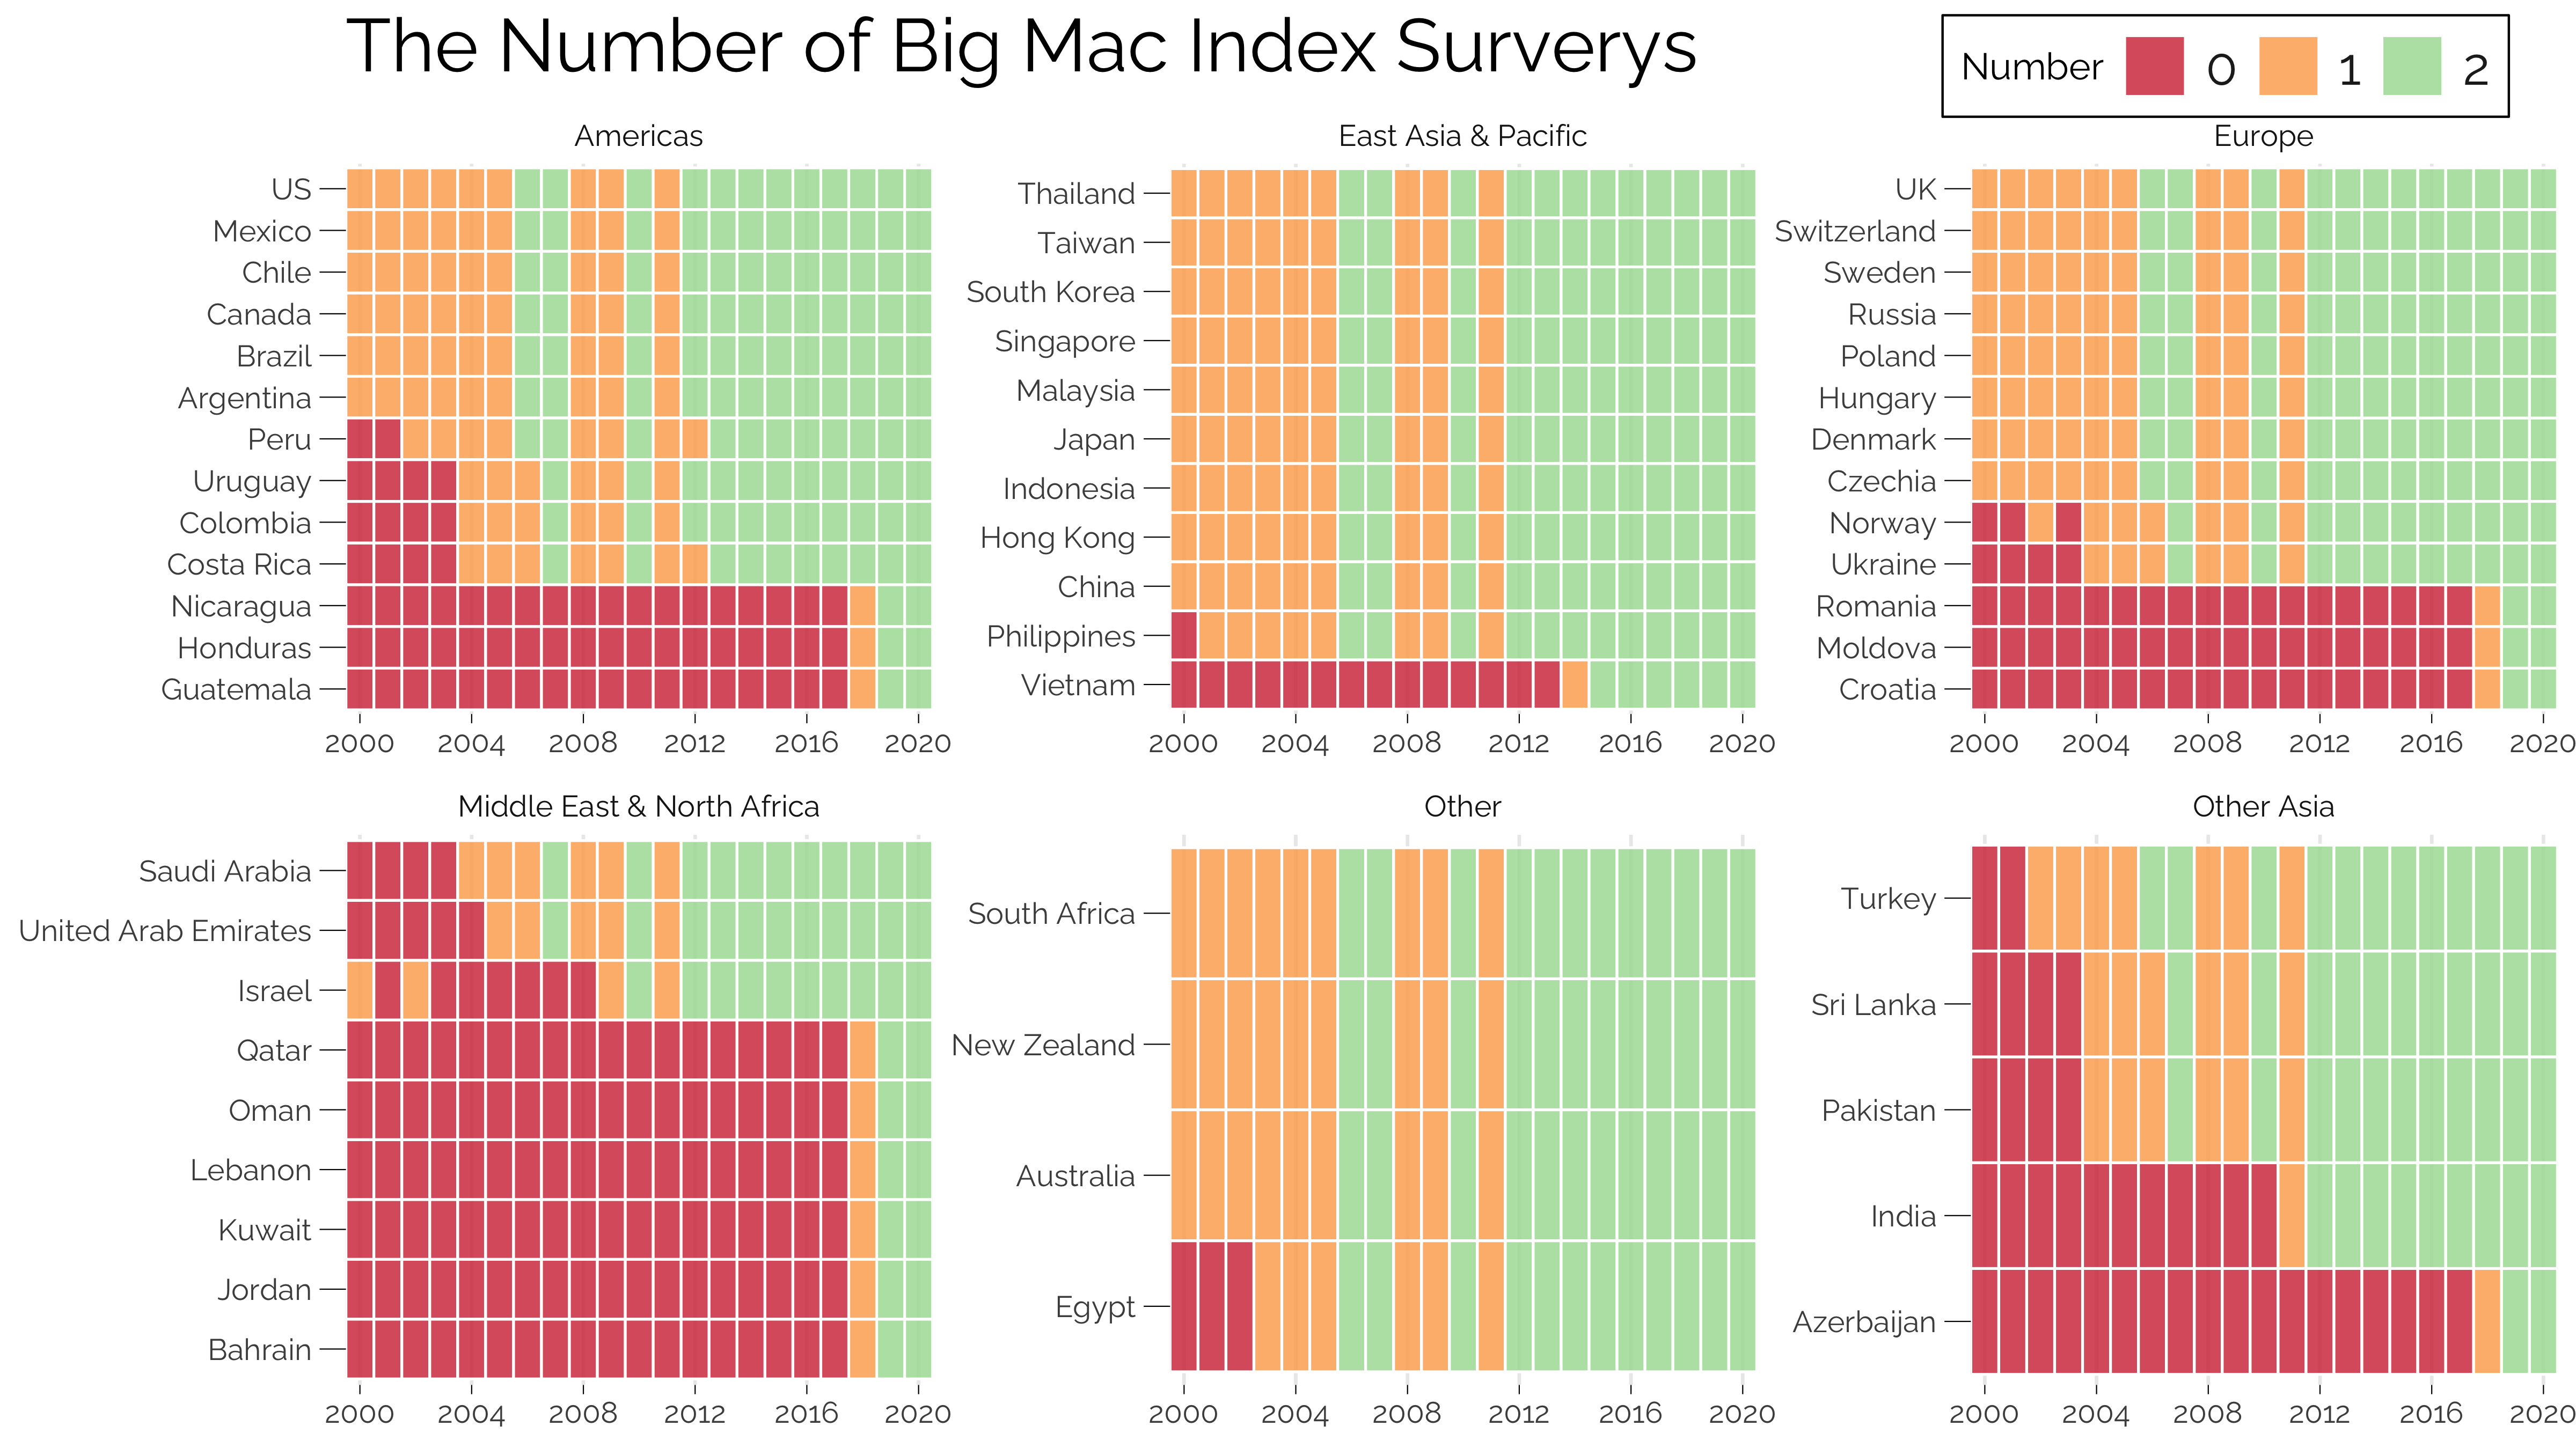 The Number of Big Mac Index Surverys
Number 0 1 2
Americas
US
Mexico
Chile
Canada
Brazil
Argentina
Peru
Uruguay
Colombia
Costa Rica
Nicaragua
Honduras
Guatemala
2000 2004 2008 2012 2016 2020
East Asia & Pacific
Thailand
Taiwan
South Korea
Singapore
Malaysia
Japan
Indonesia
Hong Kong
China
Philippines
Vietnam
2000 2004 2008 2012 2016 2020
Europe
UK
Switzerland
Sweden
Russia
Poland
Hungary
Denmark
Czechia
Norway
Ukraine
Romania
Moldova
Croatia
2000 2004 2008 2012 2016 2020
Middle East & North Africa
Saudi Arabia
United Arab Emirates
Israel
Qatar
Oman
Lebanon
Kuwait
Jordan
Bahrain
2000 2004 2008 2012 2016 2020
Other
South Africa
New Zealand
Australia
Egypt
2000 2004 2008 2012 2016 2020
Other Asia
Turkey
Sri Lanka
Pakistan
India
Azerbaijan
2000 2004 2008 2012 2016 2020